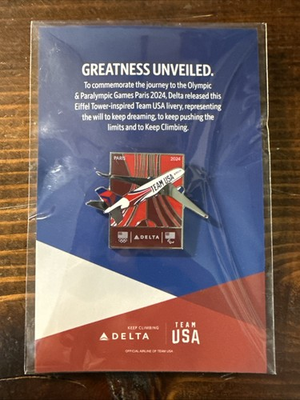 GREATNESS UNVEILED.
To commemorate the journey to the Olympic
& Paralympic Games Paris 2024, Delta released this
Eiffel Tower-inspired Team USA livery, representing
the will to keep dreaming, to keep pushing the
limits and to Keep Climbing.
PARIS 2024
TEAM USA
DELTA
KEEP CLIMBING
DELTA
TEAM
USA
OFFICIAL AIRLINE OF TEAM USA